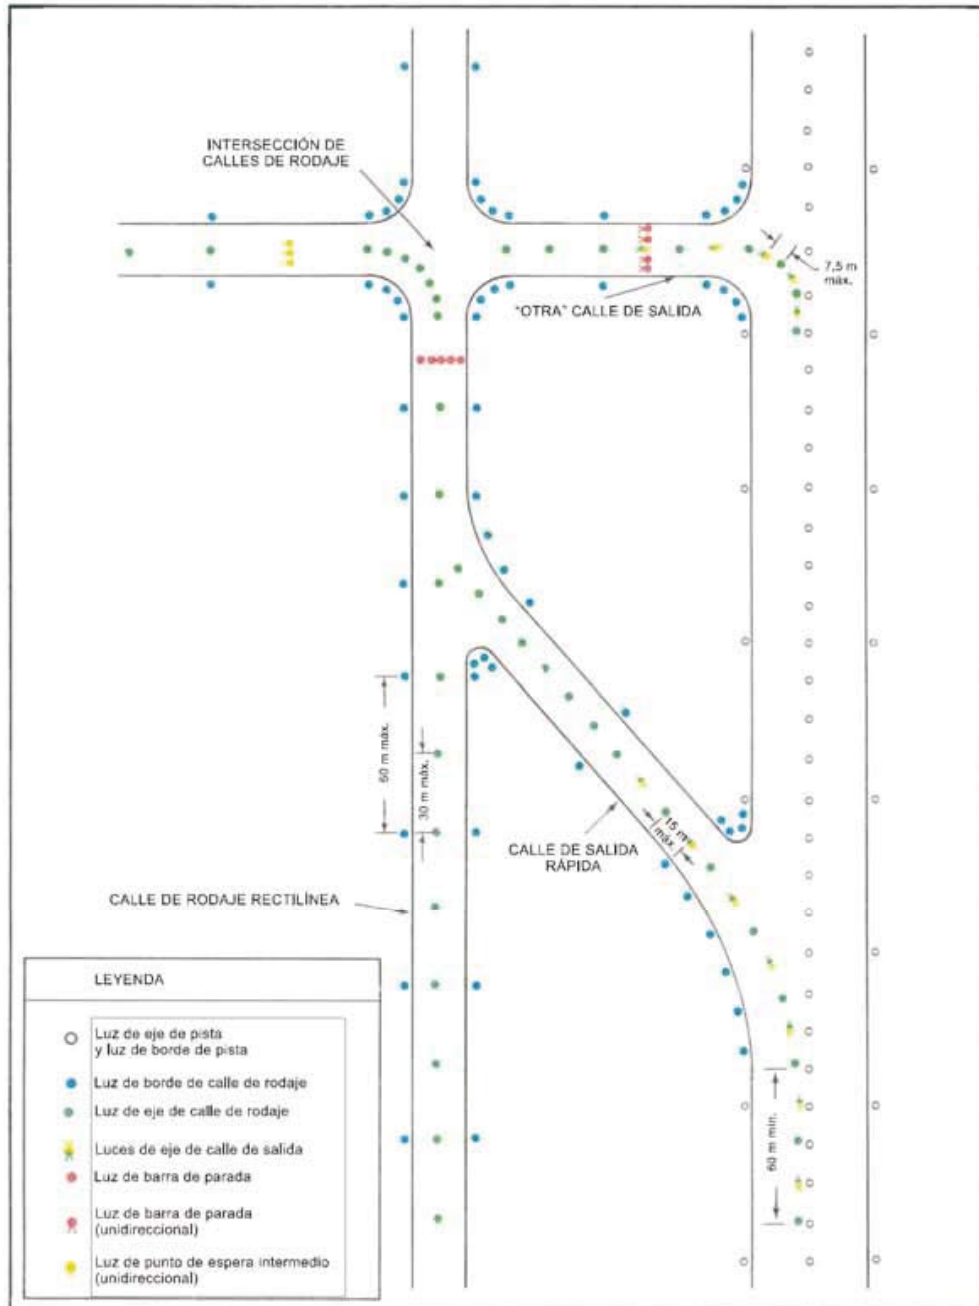 INTERSECCIÓN DE
CALLES DE RODAJE
7,5 m
máx.
"OTRA" CALLE DE SALIDA
60 m máx.
30 m máx.
15 m
máx.
CALLE DE SALIDA
RÁPIDA
CALLE DE RODAJE RECTILÍNEA
60 m mín.
LEYENDA
Luz de eje de pista
y luz de borde de pista
Luz de borde de calle de rodaje
Luz de eje de calle de rodaje
Luces de eje de calle de salida
Luz de barra de parada
Luz de barra de parada
(unidireccional)
Luz de punto de espera intermedio
(unidireccional)